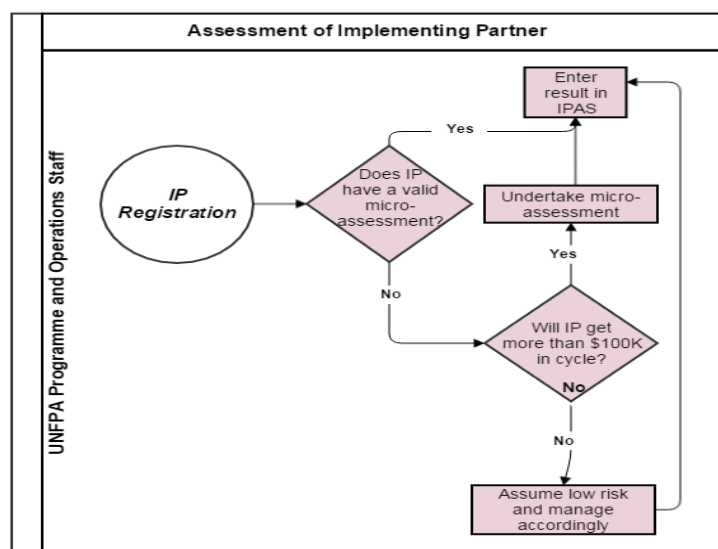 Assessment of Implementing Partner
UNFPA Programme and Operations Staff
IP
Registration
Does IP
have a valid
micro-
assessment?
Yes
Enter
result in
IPAS
Undertake micro-
assessment
Yes
No
Will IP get
more than $100K
in cycle?
No
No
Assume low risk
and manage
accordingly